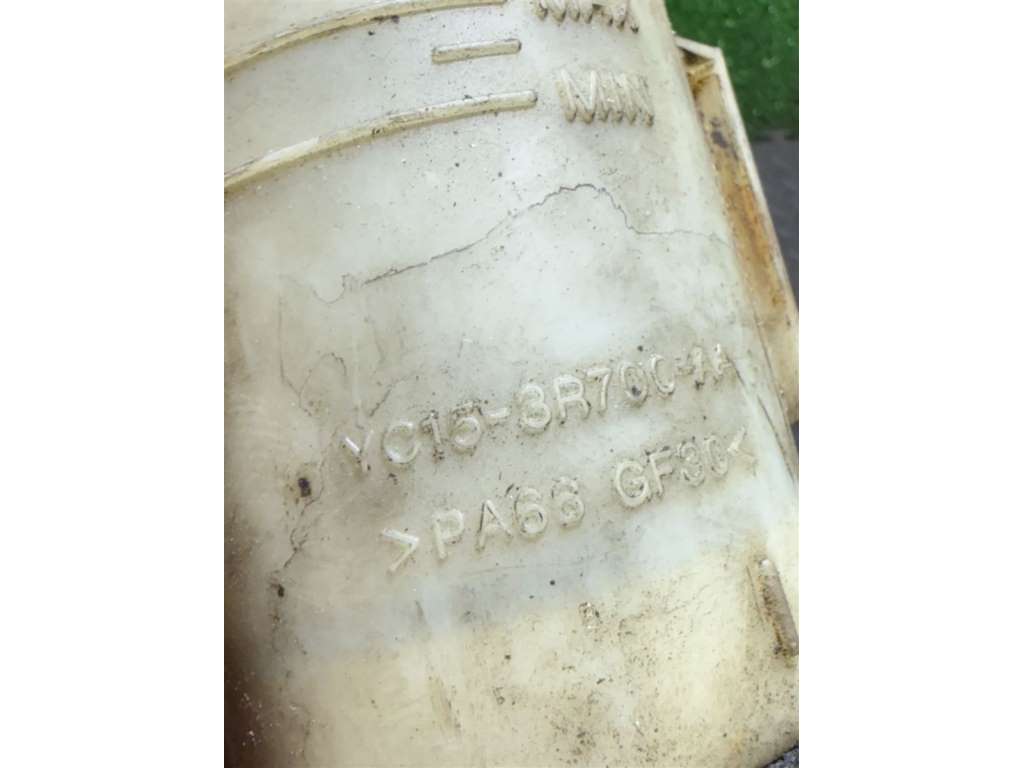 MAX
MIN
YC15-3R700-AA
>PA66 GF30<